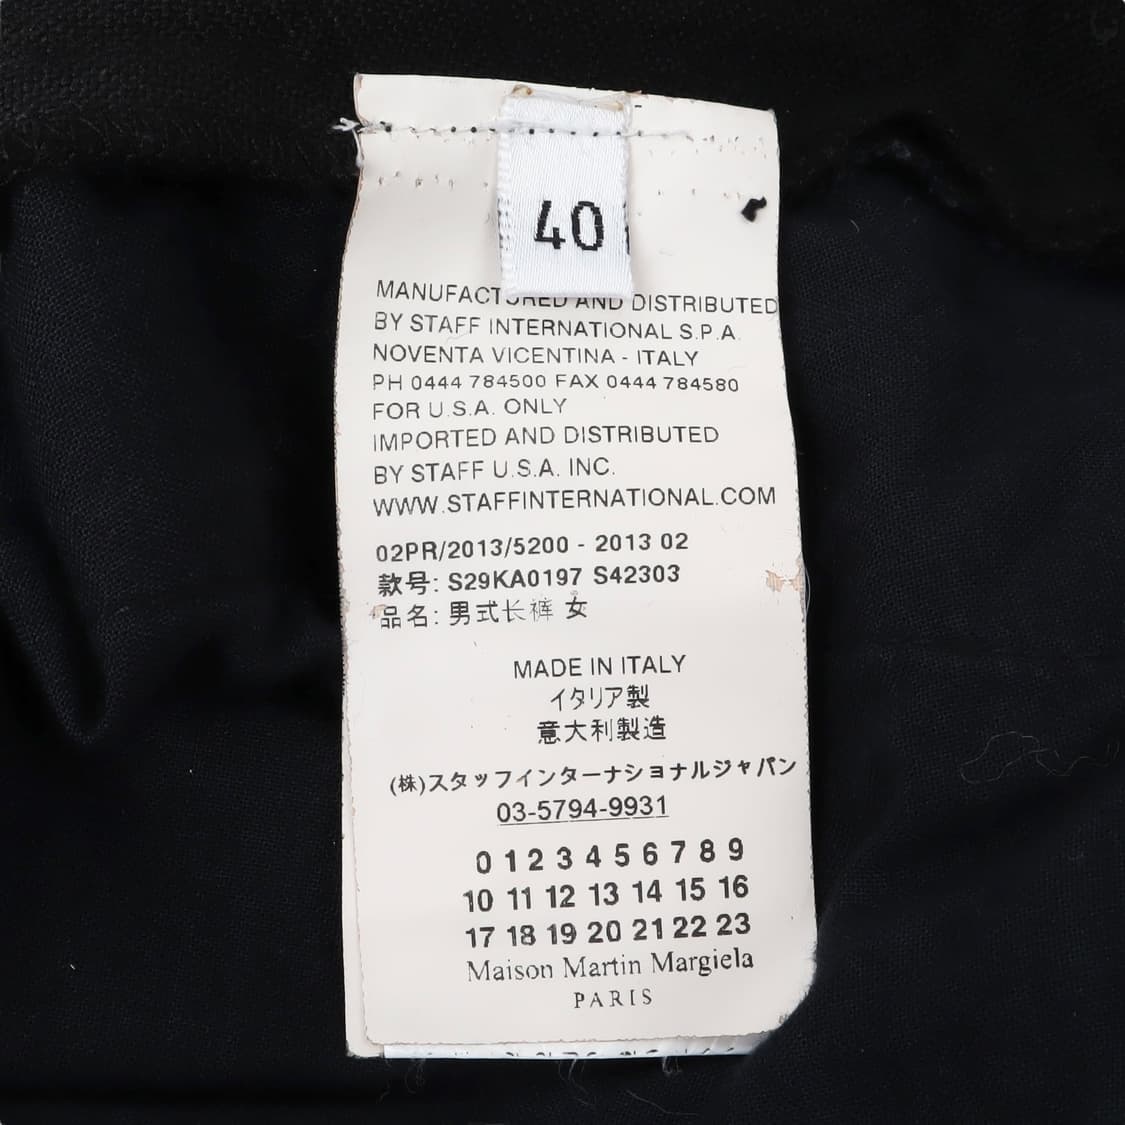 40
MANUFACTURED AND DISTRIBUTED
BY STAFF INTERNATIONAL S.P.A.
NOVENTA VICENTINA - ITALY
PH 0444 784500 FAX 0444 784580
FOR U.S.A. ONLY
IMPORTED AND DISTRIBUTED
BY STAFF U.S.A. INC.
WWW.STAFFINTERNATIONAL.COM
02PR/2013/5200 - 2013 02
款号: S29KA0197 S42303
品名: 男式长裤 女
MADE IN ITALY
イタリア製
意大利製造
(株)スタッフインターナショナルジャパン
03-5794-9931
0 1 2 3 4 5 6 7 8 9
10 11 12 13 14 15 16
17 18 19 20 21 22 23
Maison Martin Margiela
PARIS